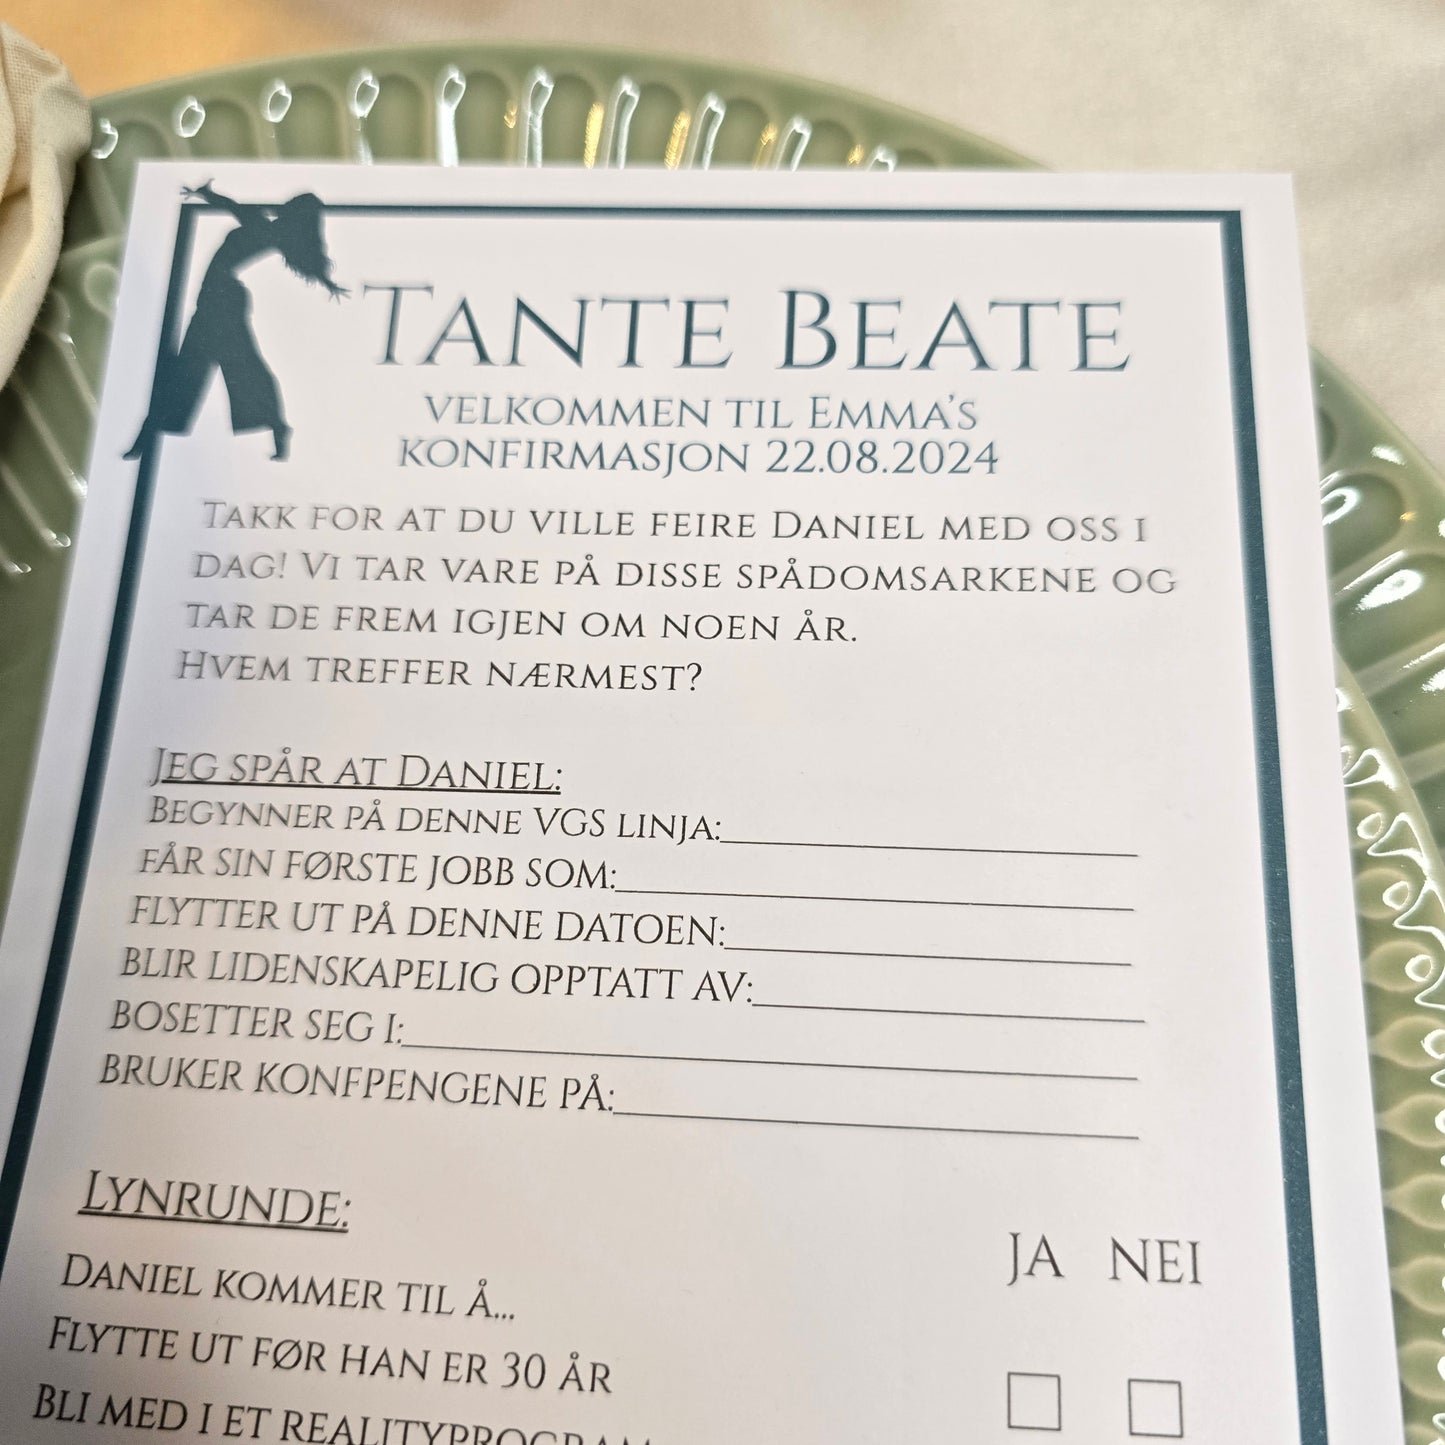 Tante Beate
velkommen til Emma's
konfirmasjon 22.08.2024
Takk for at du ville feire Daniel med oss i
dag! Vi tar vare på disse spådomsarkene og
tar de frem igjen om noen år.
Hvem treffer nærmest?
Jeg spår at Daniel:
Begynner på denne vgs linja:
får sin første jobb som:
flytter ut på denne datoen:
blir lidenskapelig opptatt av:
bosetter seg i:
bruker konfpengene på:
Lynrunde:
JA NEI
Daniel kommer til å...
Flytte ut før han er 30 år
Bli med i et realityprogram